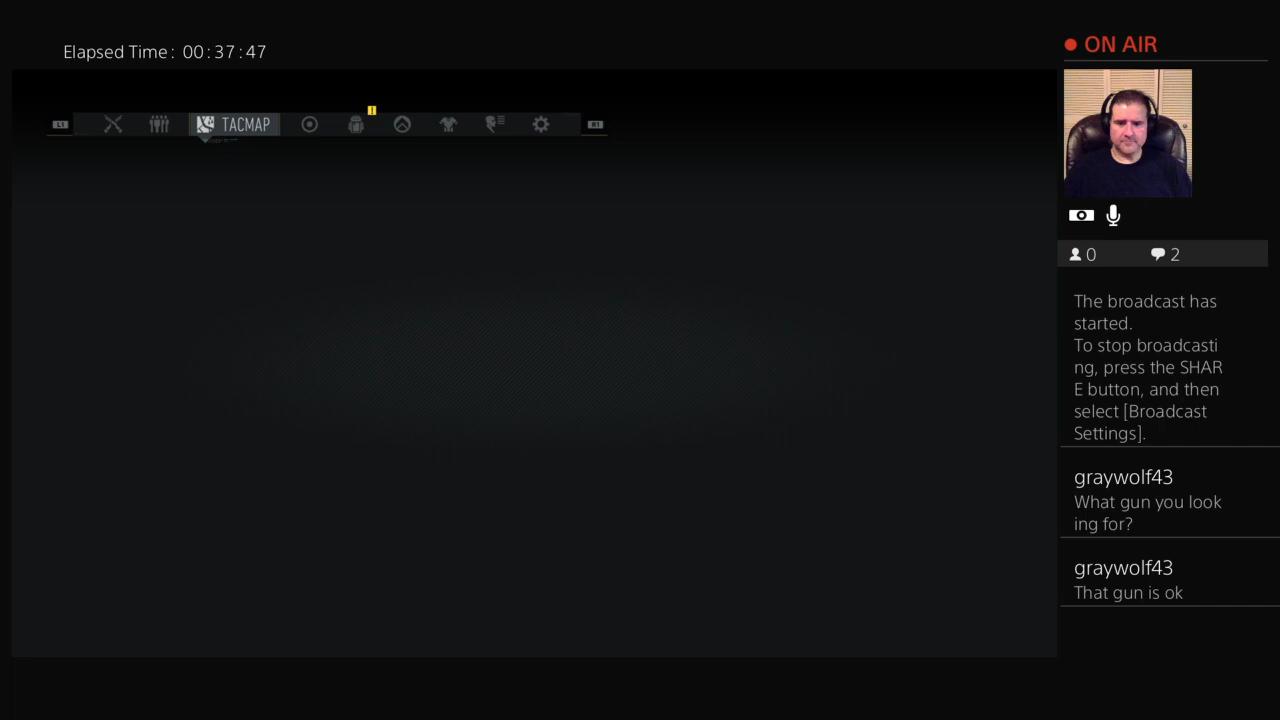 Elapsed Time: 00:37:47
ON AIR
L1
TACMAP
!
R1
0
2
The broadcast has
started.
To stop broadcasti
ng, press the SHAR
E button, and then
select [Broadcast
Settings].
graywolf43
What gun you look
ing for?
graywolf43
That gun is ok